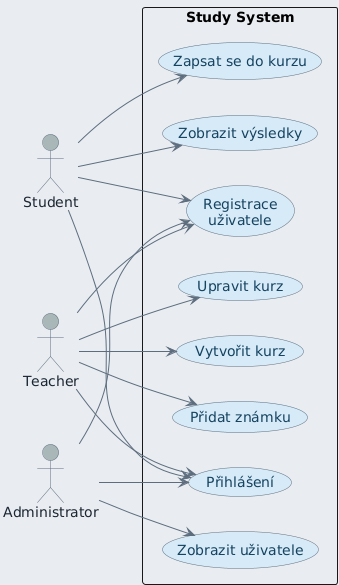 Study System
Zapsat se do kurzu
Zobrazit výsledky
Student
Registrace
uživatele
Upravit kurz
Teacher
Vytvořit kurz
Přidat známku
Přihlášení
Administrator
Zobrazit uživatele